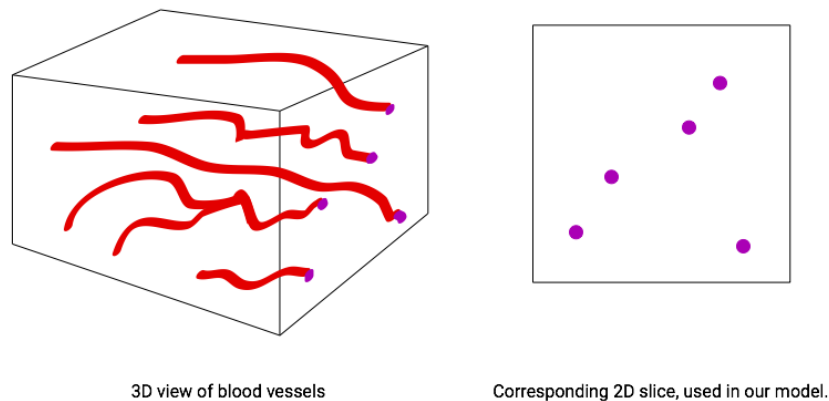 3D view of blood vessels
Corresponding 2D slice, used in our model.